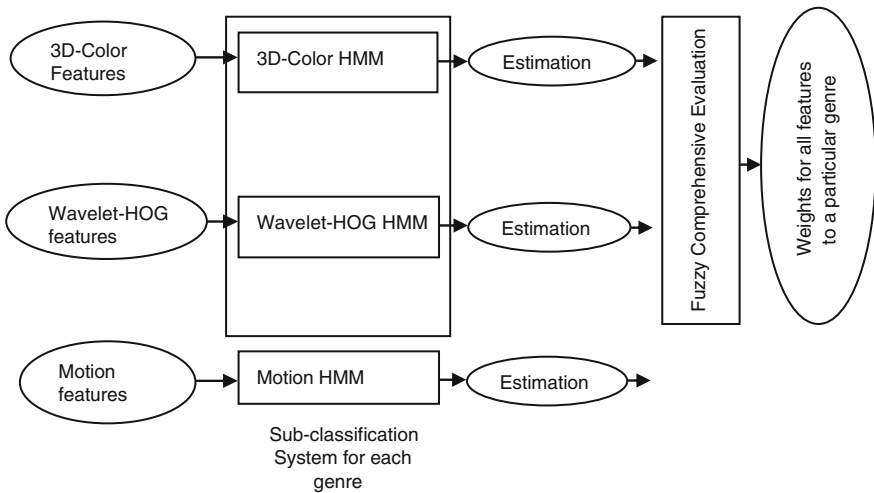 3D-Color
Features
3D-Color HMM
Estimation
Wavelet-HOG
features
Wavelet-HOG HMM
Estimation
Motion
features
Motion HMM
Estimation
Sub-classification
System for each
genre
Fuzzy Comprehensive Evaluation
Weights for all features
to a particular genre